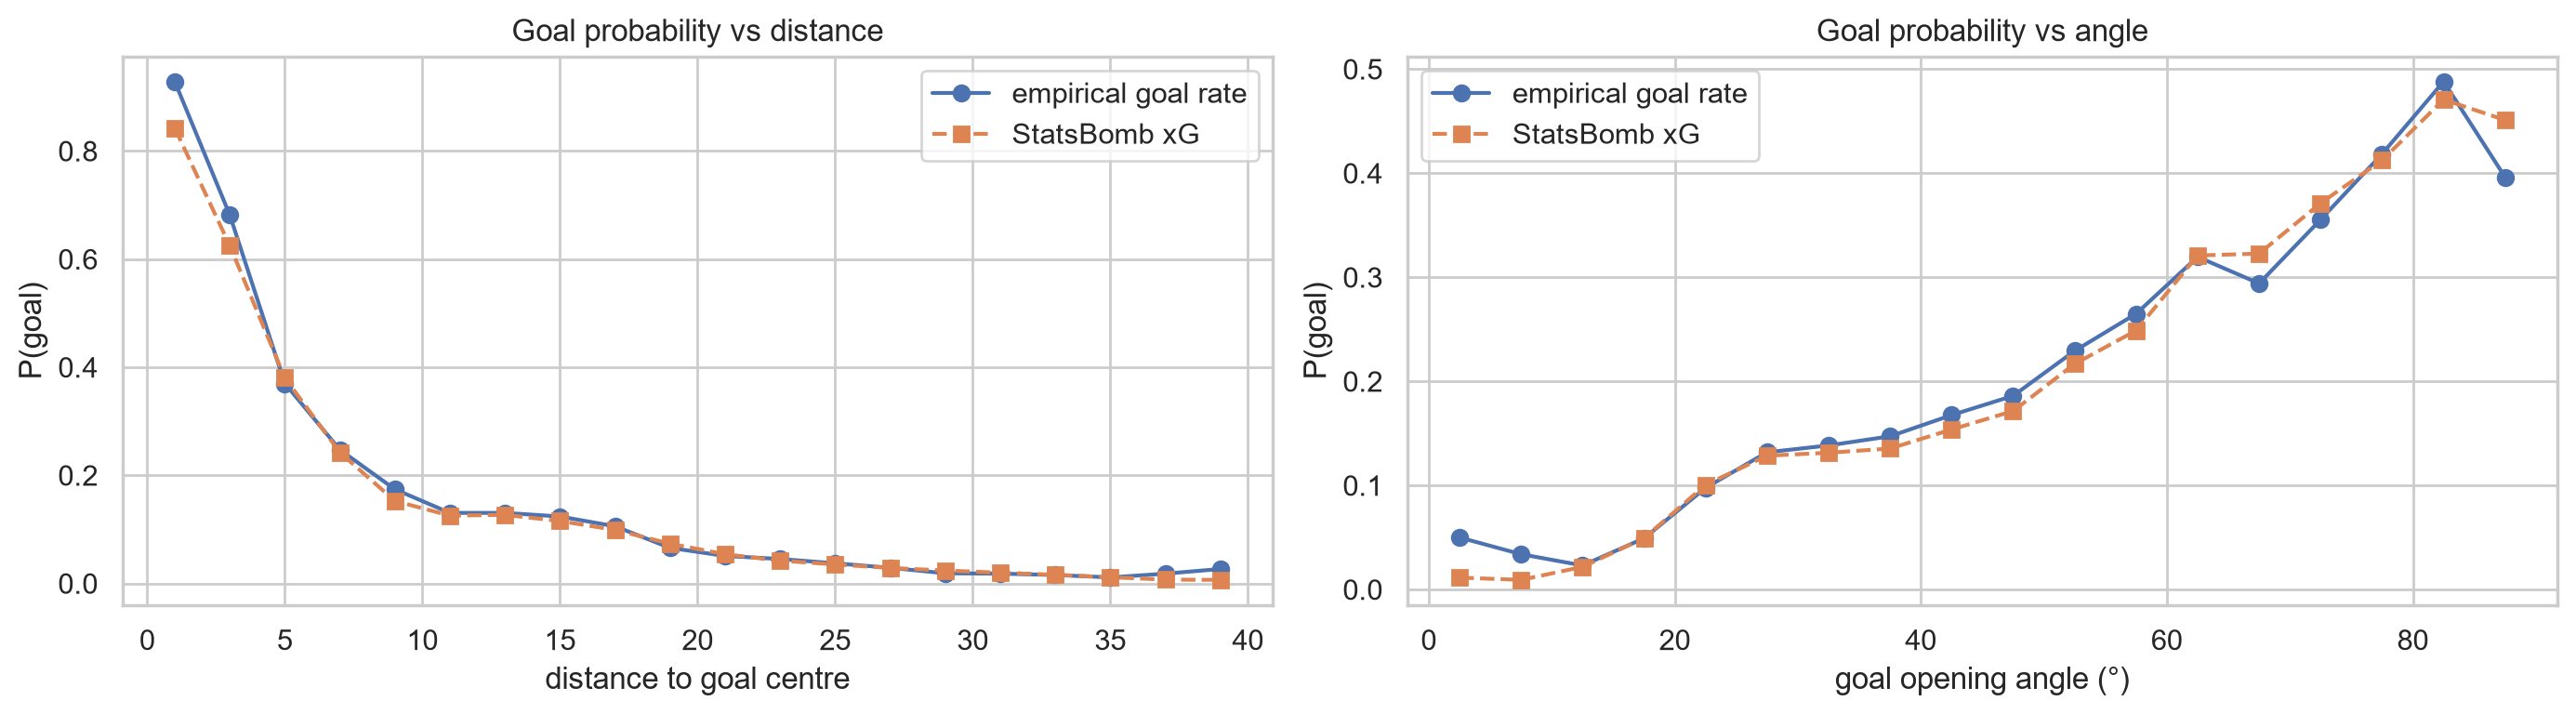 Goal probability vs distance
empirical goal rate
StatsBomb xG
P(goal)
0.8
0.6
0.4
0.2
0.0
0 5 10 15 20 25 30 35 40
distance to goal centre
Goal probability vs angle
empirical goal rate
StatsBomb xG
P(goal)
0.5
0.4
0.3
0.2
0.1
0.0
0 20 40 60 80
goal opening angle (°)